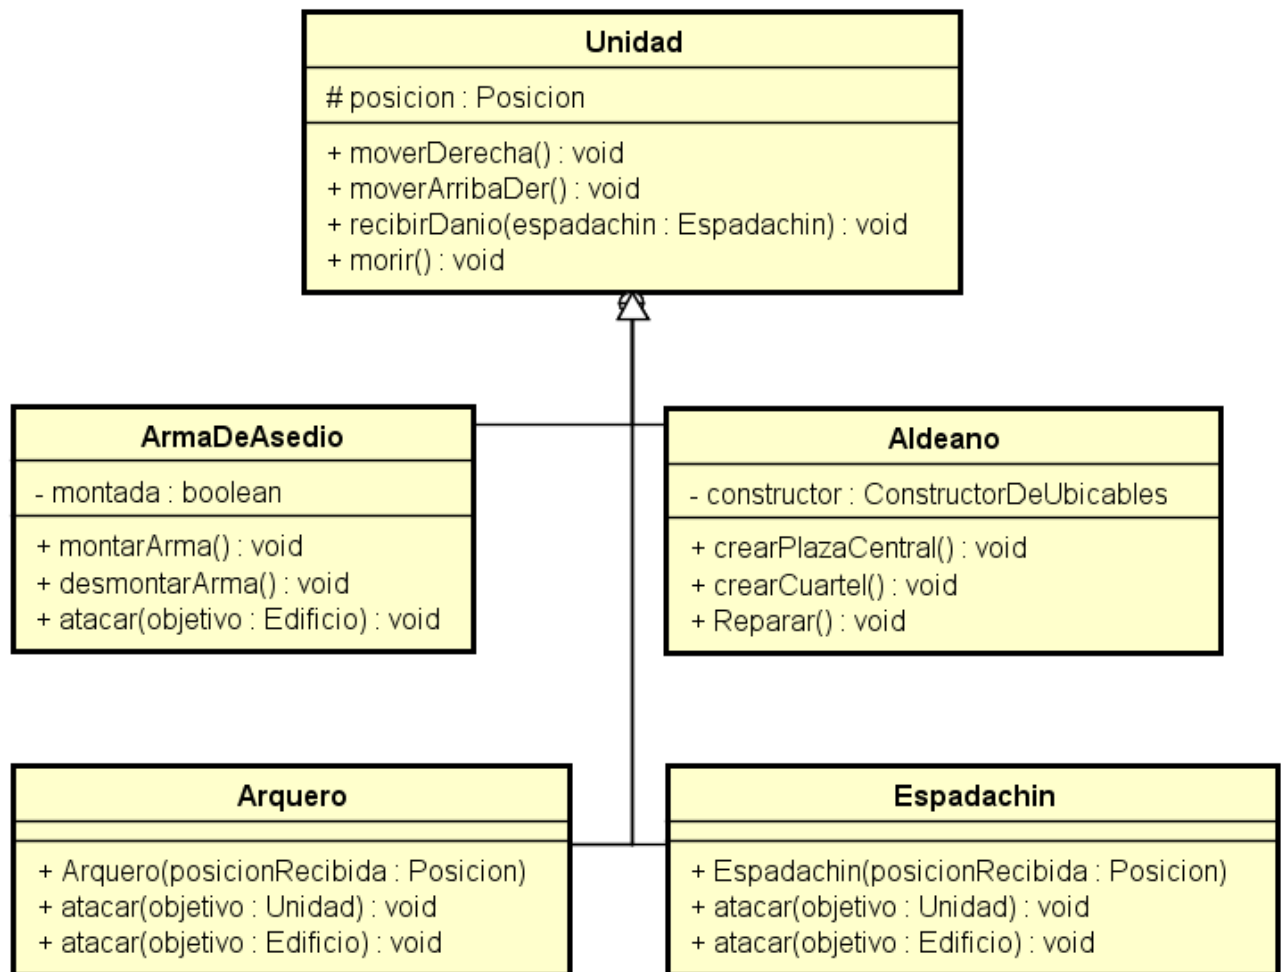 Unidad
# posicion : Posicion
+ moverDerecha() : void
+ moverArribaDer() : void
+ recibirDanio(espadachin : Espadachin) : void
+ morir() : void
ArmaDeAsedio
- montada : boolean
+ montarArma() : void
+ desmontarArma() : void
+ atacar(objetivo : Edificio) : void
Aldeano
- constructor : ConstructorDeUbicables
+ crearPlazaCentral() : void
+ crearCuartel() : void
+ Reparar() : void
Arquero
+ Arquero(posicionRecibida : Posicion)
+ atacar(objetivo : Unidad) : void
+ atacar(objetivo : Edificio) : void
Espadachin
+ Espadachin(posicionRecibida : Posicion)
+ atacar(objetivo : Unidad) : void
+ atacar(objetivo : Edificio) : void